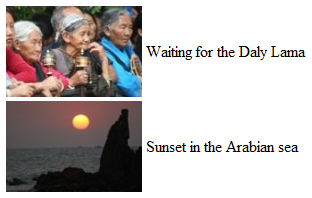 Waiting for the Daly Lama
Sunset in the Arabian sea